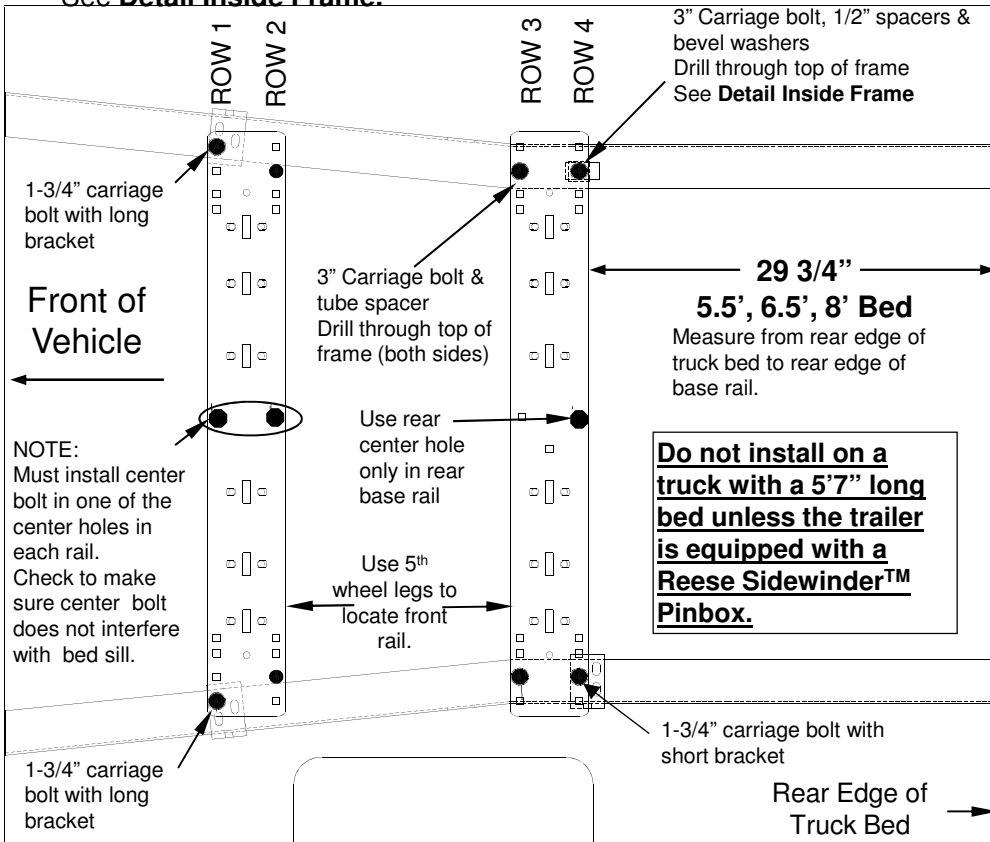 See Detail Inside Frame.
ROW 1
ROW 2
ROW 3
ROW 4
3” Carriage bolt, 1/2” spacers &
bevel washers
Drill through top of frame
See Detail Inside Frame
1-3/4” carriage
bolt with long
bracket
Front of
Vehicle
3” Carriage bolt &
tube spacer
Drill through top of
frame (both sides)
29 3/4”
5.5’, 6.5’, 8’ Bed
Measure from rear edge of
truck bed to rear edge of
base rail.
NOTE:
Must install center
bolt in one of the
center holes in
each rail.
Check to make
sure center bolt
does not interfere
with bed sill.
Use rear
center hole
only in rear
base rail
Do not install on a
truck with a 5’7” long
bed unless the trailer
is equipped with a
Reese Sidewinder™
Pinbox.
Use 5th
wheel legs to
locate front
rail.
1-3/4” carriage
bolt with long
bracket
1-3/4” carriage bolt with
short bracket
Rear Edge of
Truck Bed